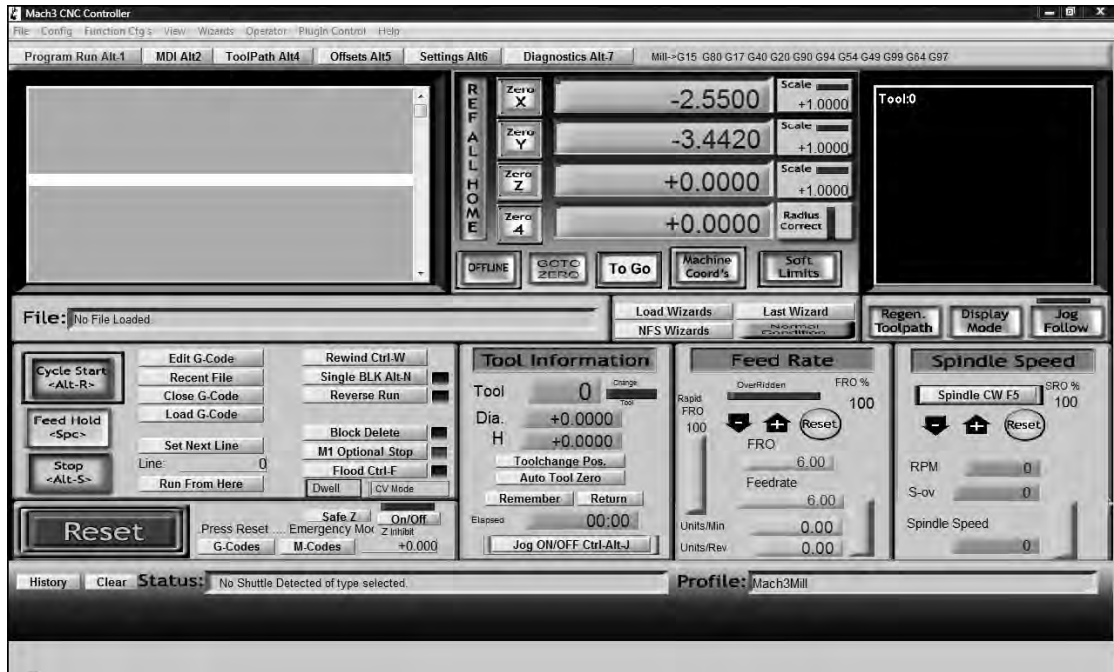 Mach3 CNC Controller
File Config Function Cfg's View Wizards Operator PlugIn Control Help
Program Run Alt-1 MDI Alt2 ToolPath Alt4 Offsets Alt5 Settings Alt6 Diagnostics Alt-7 Mill->G15 G80 G17 G40 G20 G90 G94 G54 G49 G99 G64 G97
REF ALL HOME
Zero X -2.5500 Scale +1.0000
Zero Y -3.4420 Scale +1.0000
Zero Z +0.0000 Scale +1.0000
Zero 4 +0.0000 Radius Correct
OFFLINE GOTO ZERO To Go Machine Coord's Soft Limits
Tool:0
File: No File Loaded.
Load Wizards Last Wizard
NFS Wizards Normal Condition
Regen. Toolpath Display Mode Jog Follow
Cycle Start <Alt-R>
Feed Hold <Spc>
Stop <Alt-S>
Edit G-Code Rewind Ctrl-W
Recent File Single BLK Alt-N
Close G-Code Reverse Run
Load G-Code
Block Delete
Set Next Line M1 Optional Stop
Line: 0 Flood Ctrl-F
Run From Here Dwell CV Mode
Reset
Safe Z On/Off
Press Reset .... Emergency Moc Z Inhibit
G-Codes M-Codes +0.000
Tool Information
Tool 0 Change Tool
Dia. +0.0000
H +0.0000
Toolchange Pos.
Auto Tool Zero
Remember Return
Elapsed 00:00
Jog ON/OFF Ctrl-Alt-J
Feed Rate
OverRidden FRO %
100
Rapid FRO
100
Reset
FRO
6.00
Feedrate
6.00
Units/Min 0.00
Units/Rev 0.00
Spindle Speed
Spindle CW F5 SRO %
100
Reset
RPM 0
S-ov 0
Spindle Speed
0
History Clear Status: No Shuttle Detected of type selected. Profile: Mach3Mill